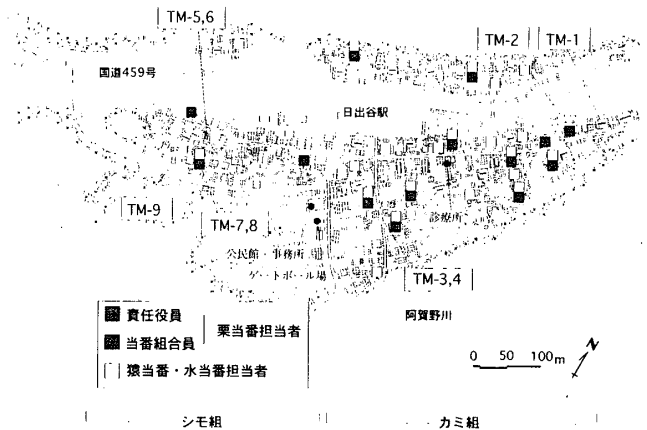 TM-5,6
TM-2
TM-1
国道459号
日出谷駅
TM-9
TM-7,8
診療所
公民館・事務所
ゲートボール場
TM-3,4
阿賀野川
責任役員
栗当番担当者
当番組合員
猿当番・水当番担当者
0 50 100m
N
シモ組
カミ組